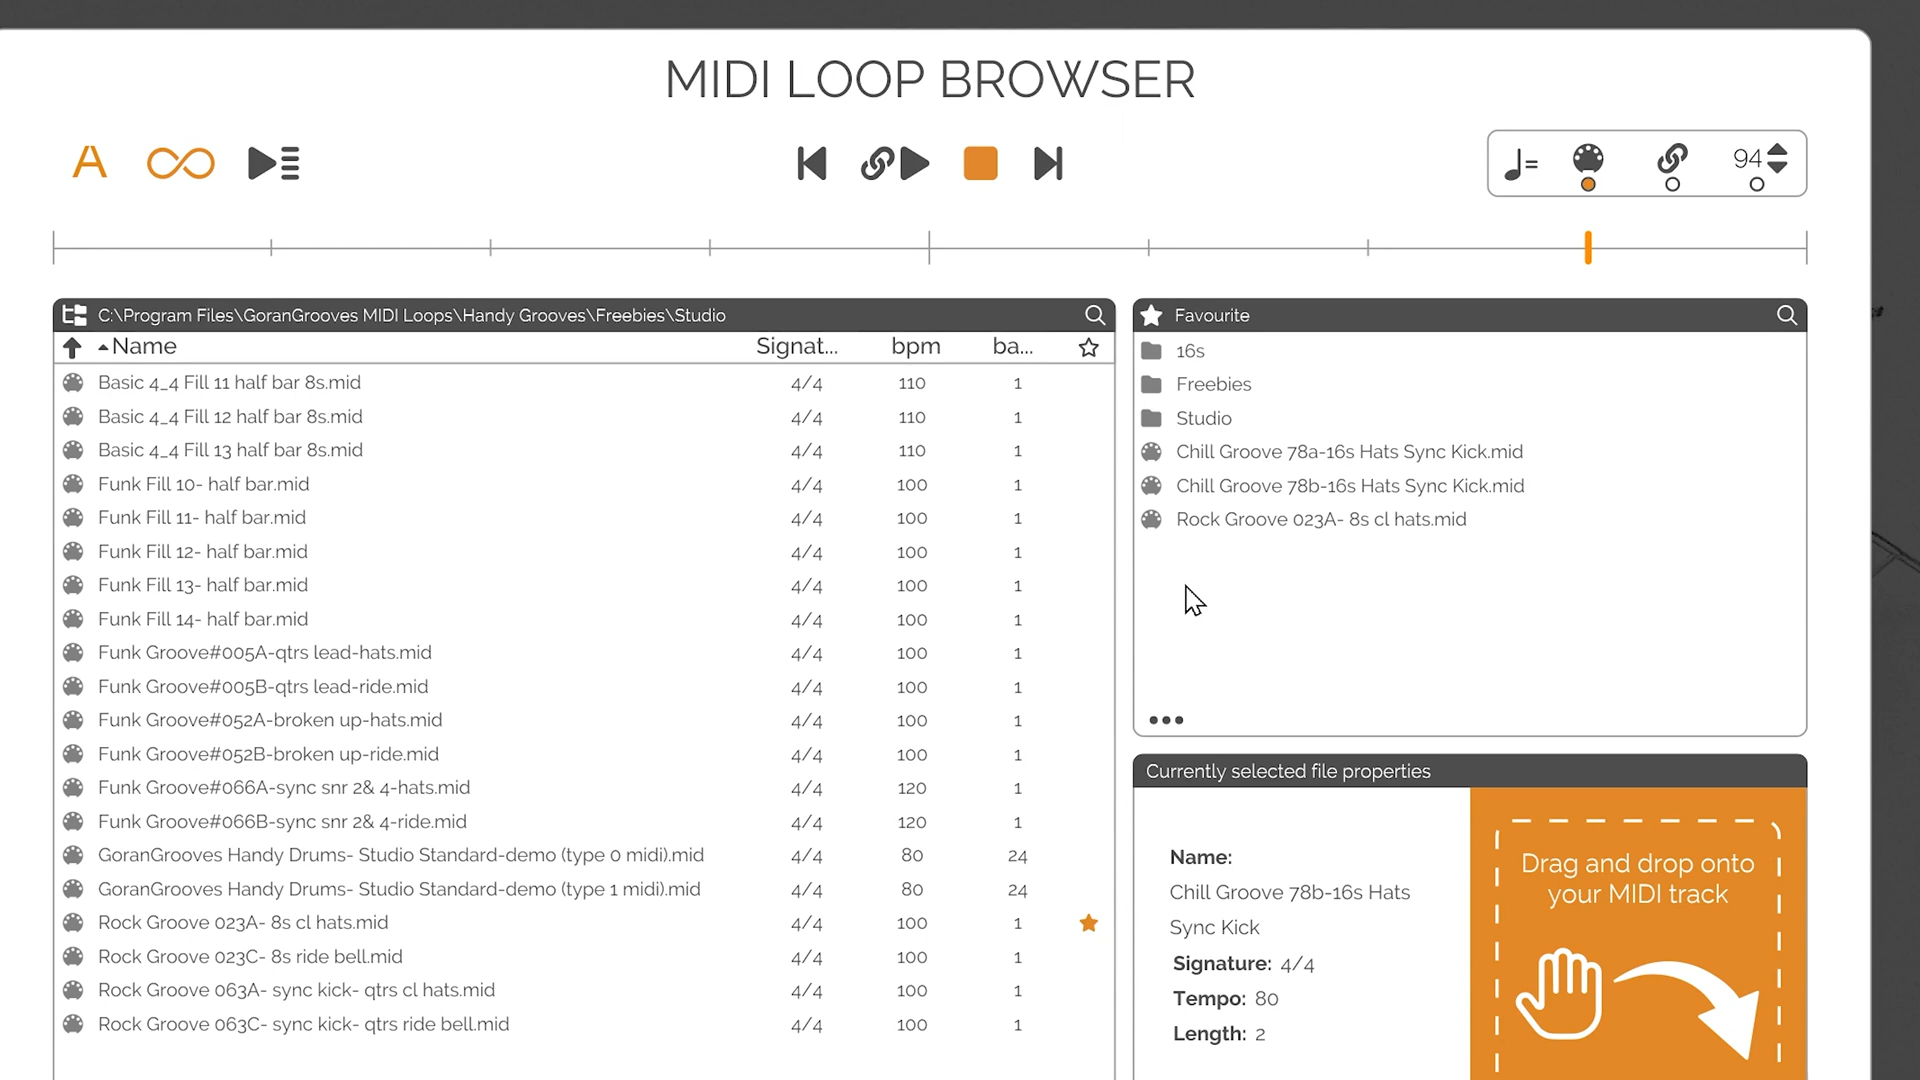 MIDI LOOP BROWSER
A
94
C:\Program Files\GoranGrooves MIDI Loops\Handy Grooves\Freebies\Studio
Name Signat... bpm ba...
Basic 4_4 Fill 11 half bar 8s.mid 4/4 110 1
Basic 4_4 Fill 12 half bar 8s.mid 4/4 110 1
Basic 4_4 Fill 13 half bar 8s.mid 4/4 110 1
Funk Fill 10- half bar.mid 4/4 100 1
Funk Fill 11- half bar.mid 4/4 100 1
Funk Fill 12- half bar.mid 4/4 100 1
Funk Fill 13- half bar.mid 4/4 100 1
Funk Fill 14- half bar.mid 4/4 100 1
Funk Groove#005A-qtrs lead-hats.mid 4/4 100 1
Funk Groove#005B-qtrs lead-ride.mid 4/4 100 1
Funk Groove#052A-broken up-hats.mid 4/4 100 1
Funk Groove#052B-broken up-ride.mid 4/4 100 1
Funk Groove#066A-sync snr 2& 4-hats.mid 4/4 120 1
Funk Groove#066B-sync snr 2& 4-ride.mid 4/4 120 1
GoranGrooves Handy Drums- Studio Standard-demo (type 0 midi).mid 4/4 80 24
GoranGrooves Handy Drums- Studio Standard-demo (type 1 midi).mid 4/4 80 24
Rock Groove 023A- 8s cl hats.mid 4/4 100 1
Rock Groove 023C- 8s ride bell.mid 4/4 100 1
Rock Groove 063A- sync kick- qtrs cl hats.mid 4/4 100 1
Rock Groove 063C- sync kick- qtrs ride bell.mid 4/4 100 1
Favourite
16s
Freebies
Studio
Chill Groove 78a-16s Hats Sync Kick.mid
Chill Groove 78b-16s Hats Sync Kick.mid
Rock Groove 023A- 8s cl hats.mid
Currently selected file properties
Name:
Chill Groove 78b-16s Hats
Sync Kick
Signature: 4/4
Tempo: 80
Length: 2
Drag and drop onto
your MIDI track